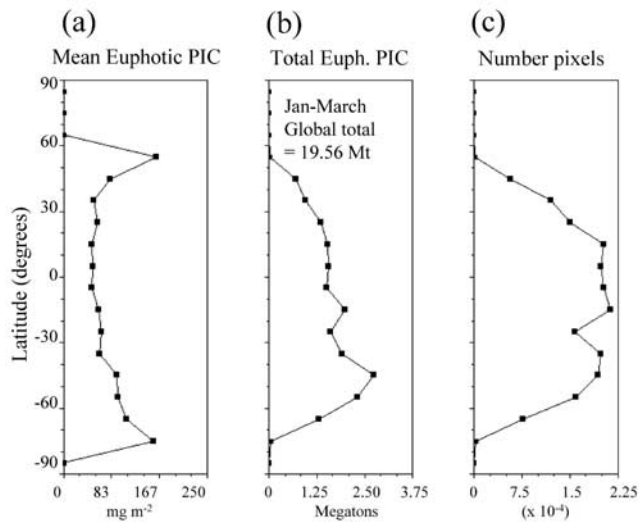 (a)
Mean Euphotic PIC
(b)
Total Euph. PIC
(c)
Number pixels
Jan-March
Global total
= 19.56 Mt
Latitude (degrees)
90
60
30
0
-30
-60
-90
0 83 167 250
mg m-2
0 1.25 2.50 3.75
Megatons
0 7.5 1.5 2.25
(x 10-4)